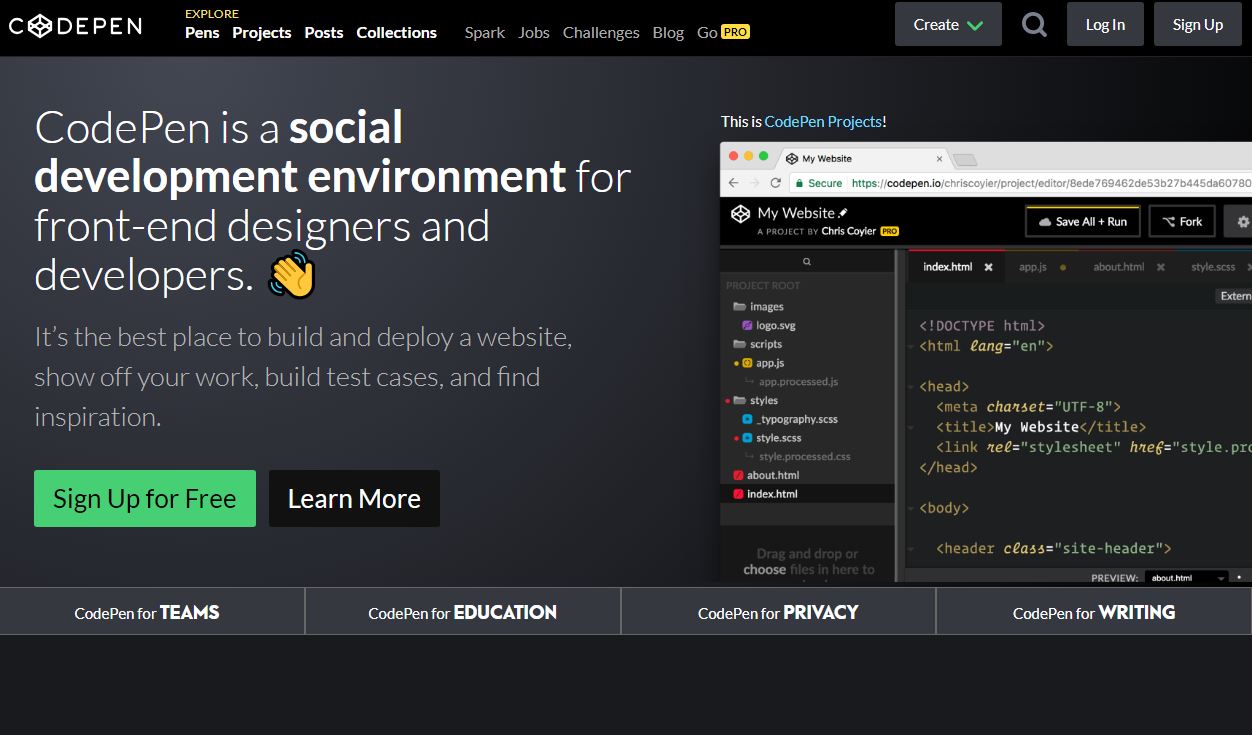 CODEPEN
EXPLORE
Pens Projects Posts Collections Spark Jobs Challenges Blog Go PRO
Create
Log In
Sign Up
CodePen is a social
development environment for
front-end designers and
developers.
It’s the best place to build and deploy a website,
show off your work, build test cases, and find
inspiration.
Sign Up for Free
Learn More
This is CodePen Projects!
My Website
Secure https://codepen.io/chriscoyier/project/editor/8ede769462de53b27b445da60780
My Website
A PROJECT BY Chris Coyier PRO
Save All + Run
Fork
PROJECT ROOT
images
logo.svg
scripts
app.js
app.processed.js
styles
_typography.scss
style.scss
style.processed.css
about.html
index.html
Drag and drop or
choose files in here to
index.html app.js about.html style.scss
Extern
<!DOCTYPE html>
<html lang="en">
<head>
<meta charset="UTF-8">
<title>My Website</title>
<link rel="stylesheet" href="style.pro
</head>
<body>
<header class="site-header">
PREVIEW: about.html
CodePen for TEAMS
CodePen for EDUCATION
CodePen for PRIVACY
CodePen for WRITING